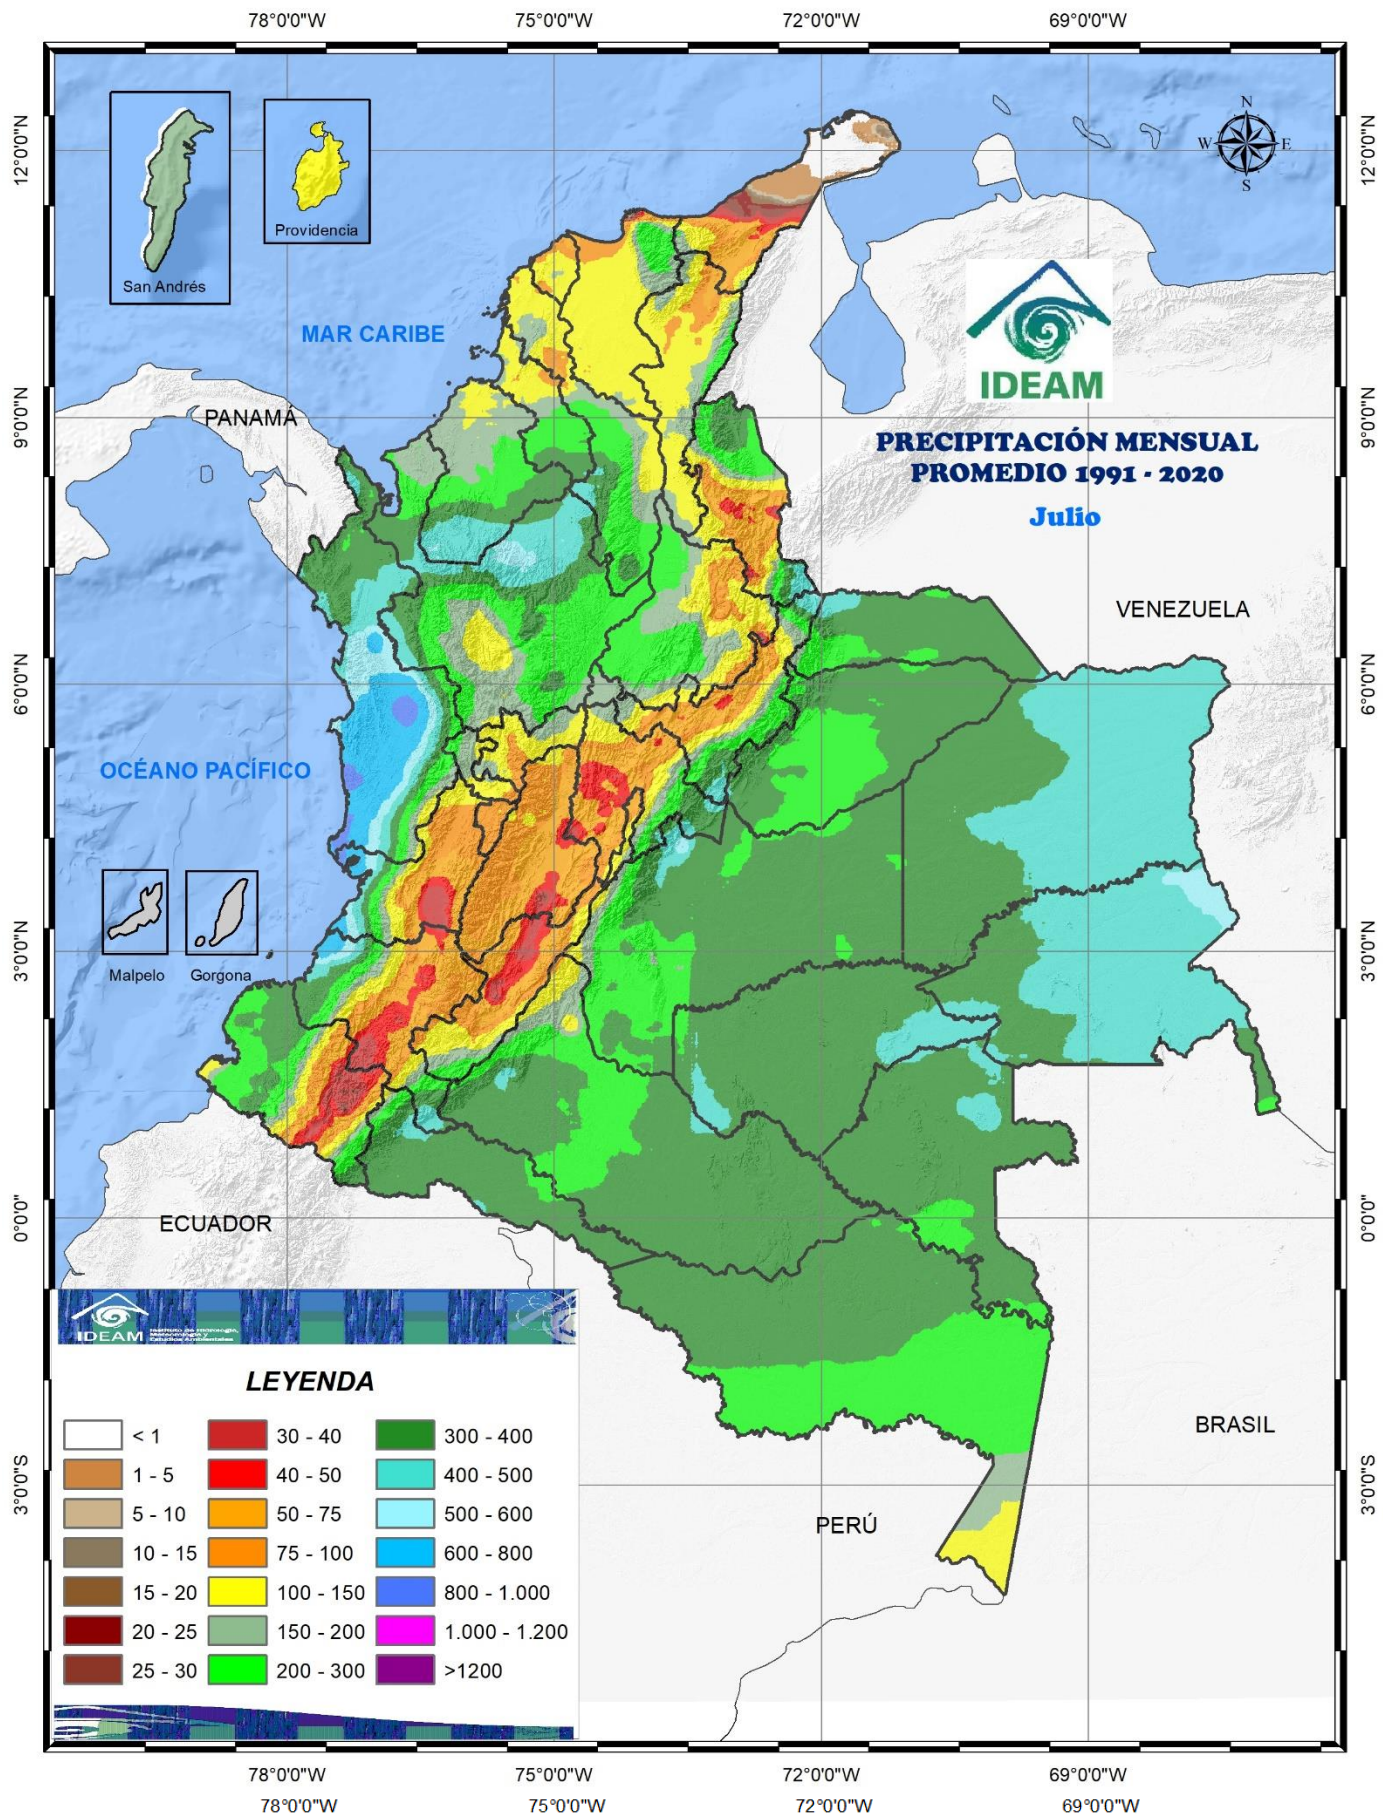 78°0'0"W 75°0'0"W 72°0'0"W 69°0'0"W
12°0'0"N
12°0'0"N
N
W E
S
Providencia
San Andrés
MAR CARIBE
IDEAM
9°0'0"N
9°0'0"N
PANAMÁ
PRECIPITACIÓN MENSUAL
PROMEDIO 1991 - 2020
Julio
VENEZUELA
6°0'0"N
6°0'0"N
OCÉANO PACÍFICO
3°0'0"N
3°0'0"N
Malpelo Gorgona
0°0'0"
0°0'0"
ECUADOR
IDEAM Instituto de Hidrología,
Meteorología y
Estudios Ambientales
LEYENDA
< 1 30 - 40 300 - 400
1 - 5 40 - 50 400 - 500
5 - 10 50 - 75 500 - 600
10 - 15 75 - 100 600 - 800
15 - 20 100 - 150 800 - 1.000
20 - 25 150 - 200 1.000 - 1.200
25 - 30 200 - 300 >1200
BRASIL
3°0'0"S
3°0'0"S
PERÚ
78°0'0"W 75°0'0"W 72°0'0"W 69°0'0"W
78°0'0"W 75°0'0"W 72°0'0"W 69°0'0"W